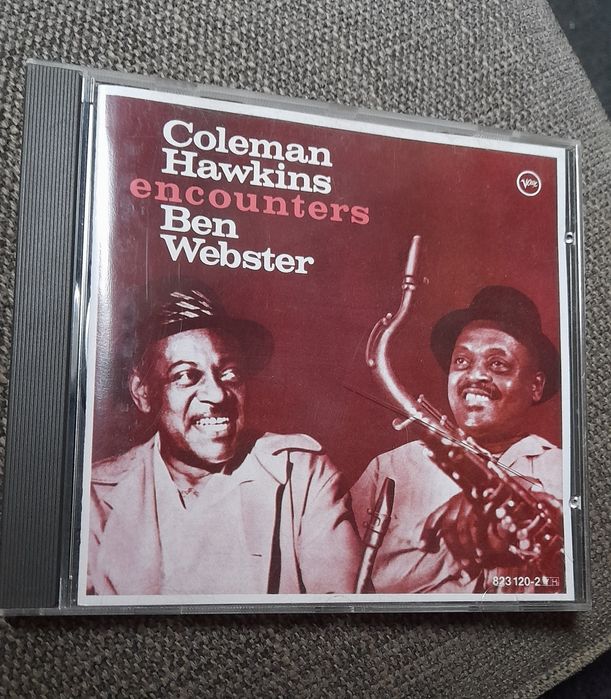 Coleman
Hawkins
encounters
Ben
Webster
Verve
823 120-2